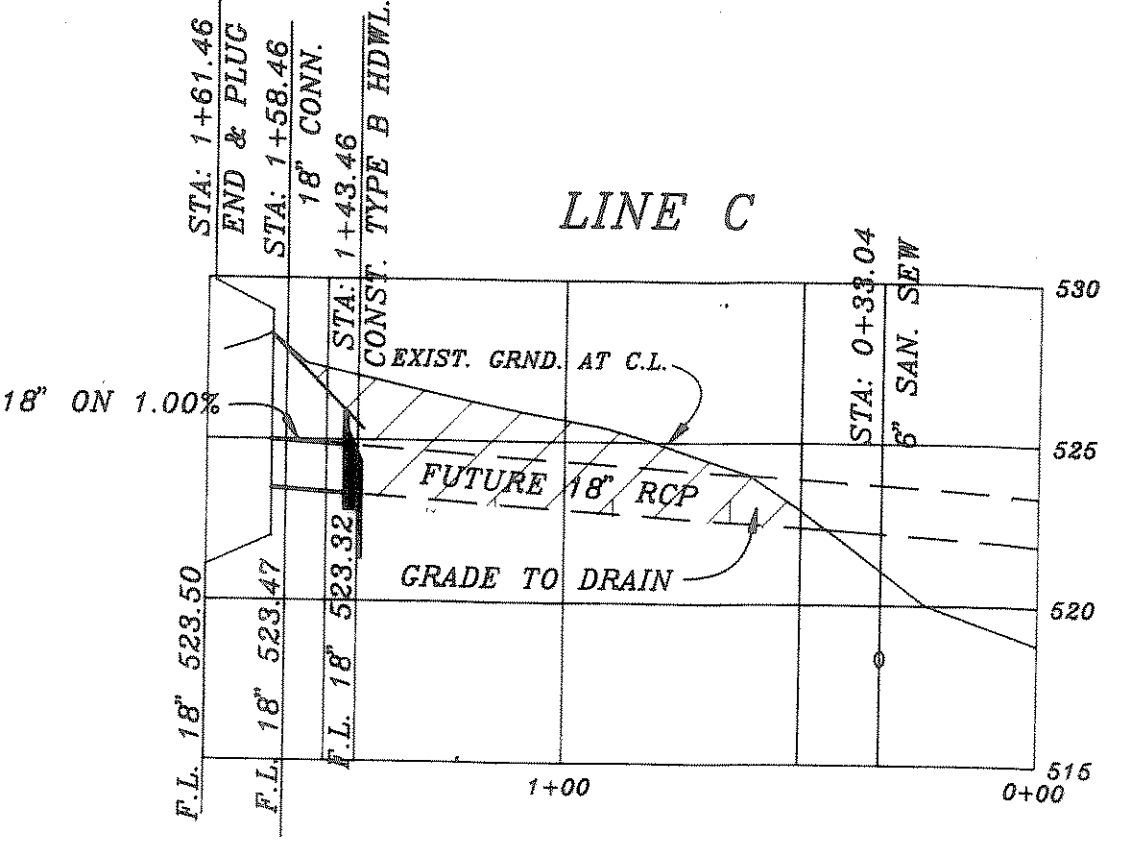 STA: 1+61.46
END & PLUG
STA: 1+58.46
18" CONN.
STA: 1+43.46
CONST. TYPE B HDWL.
LINE C
STA: 0+33.04
6" SAN. SEW
530
EXIST. GRND. AT C.L.
18" ON 1.00%
525
FUTURE 18" RCP
GRADE TO DRAIN
520
F.L. 18" 523.50
F.L. 18" 523.47
F.L. 18" 523.32
515
1+00
0+00